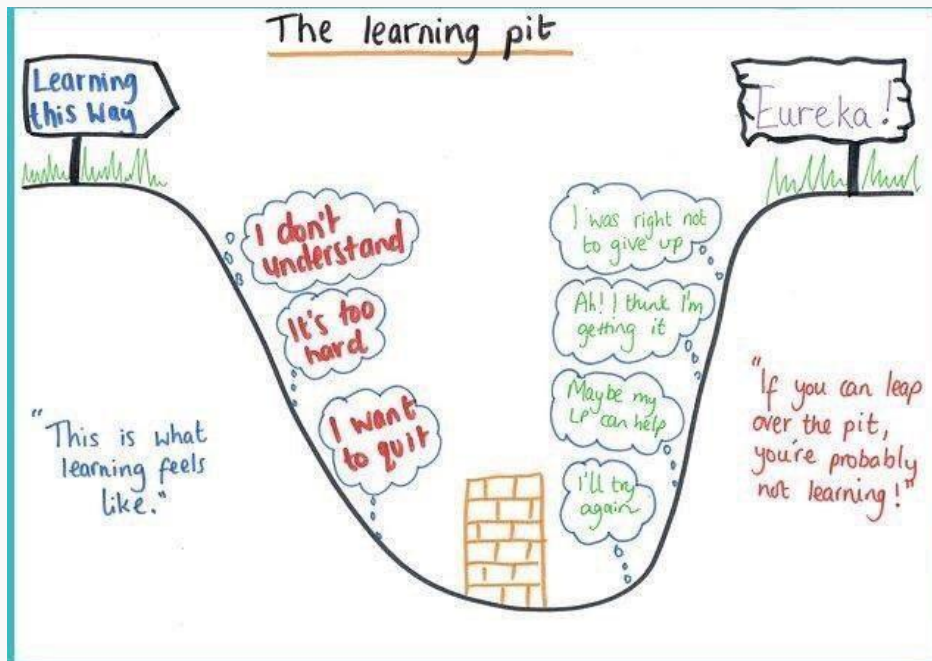 The learning pit
Learning
this Way
Eureka!
I don't
understand
It's too
hard
I want
to quit
I was right not
to give up
Ah! I think I'm
getting it
Maybe my
LP can help
I'll try
again
"This is what
learning feels
like."
"If you can leap
over the pit,
you're probably
not learning!"